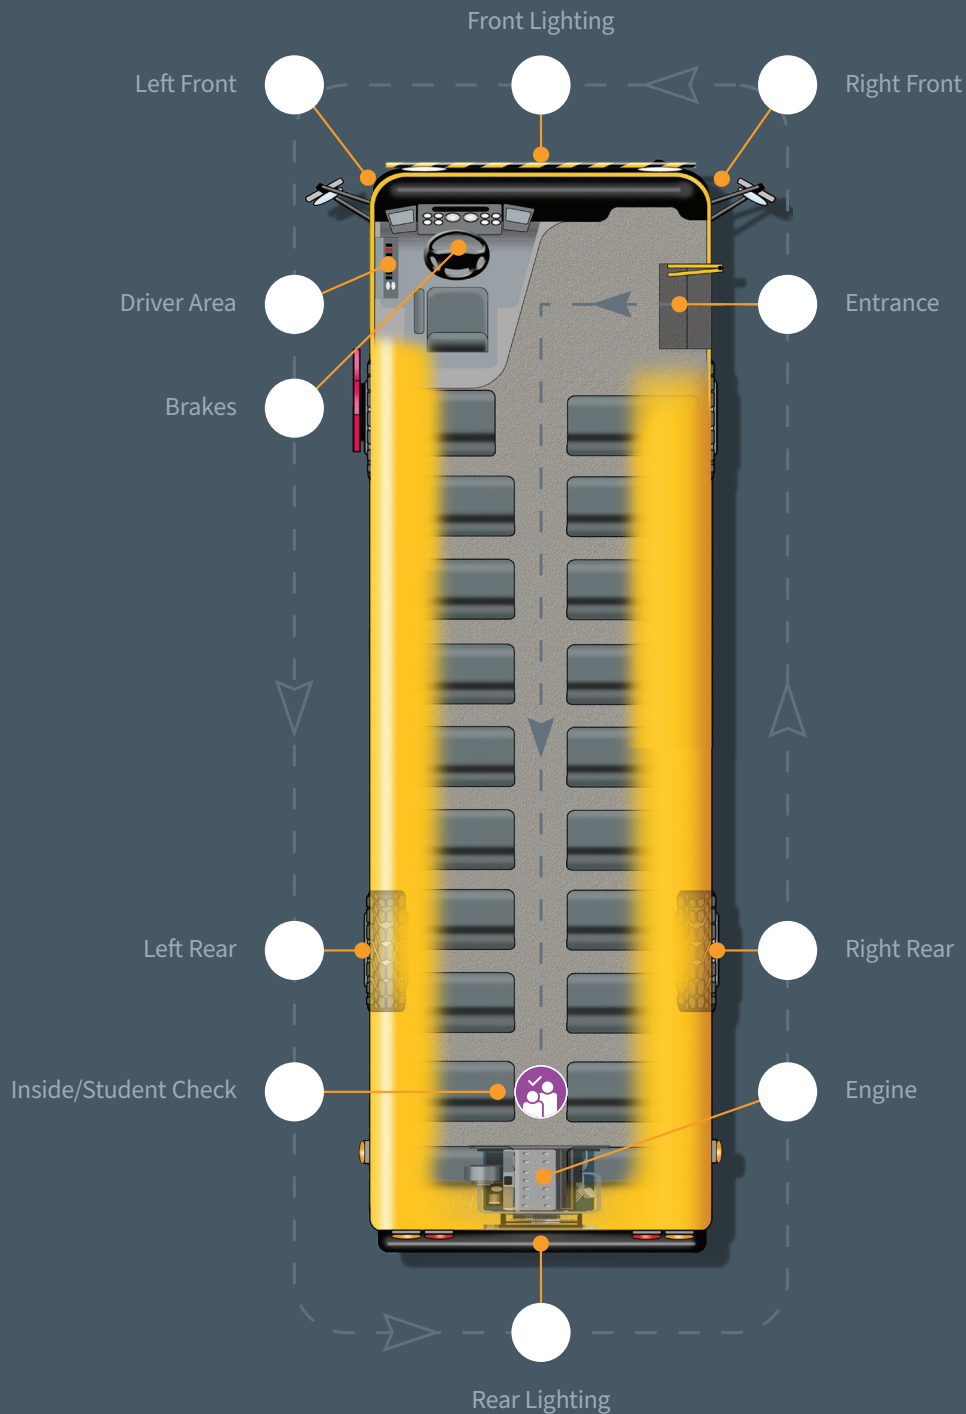 Front Lighting
Left Front
Right Front
Driver Area
Entrance
Brakes
Left Rear
Right Rear
Inside/Student Check
Engine
Rear Lighting